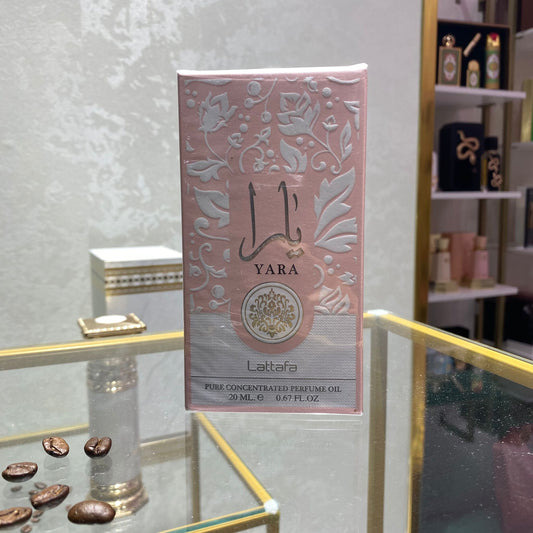 يارا
YARA
Lattafa
PURE CONCENTRATED PERFUME OIL
20 ML. ℮ 0.67 FL.OZ